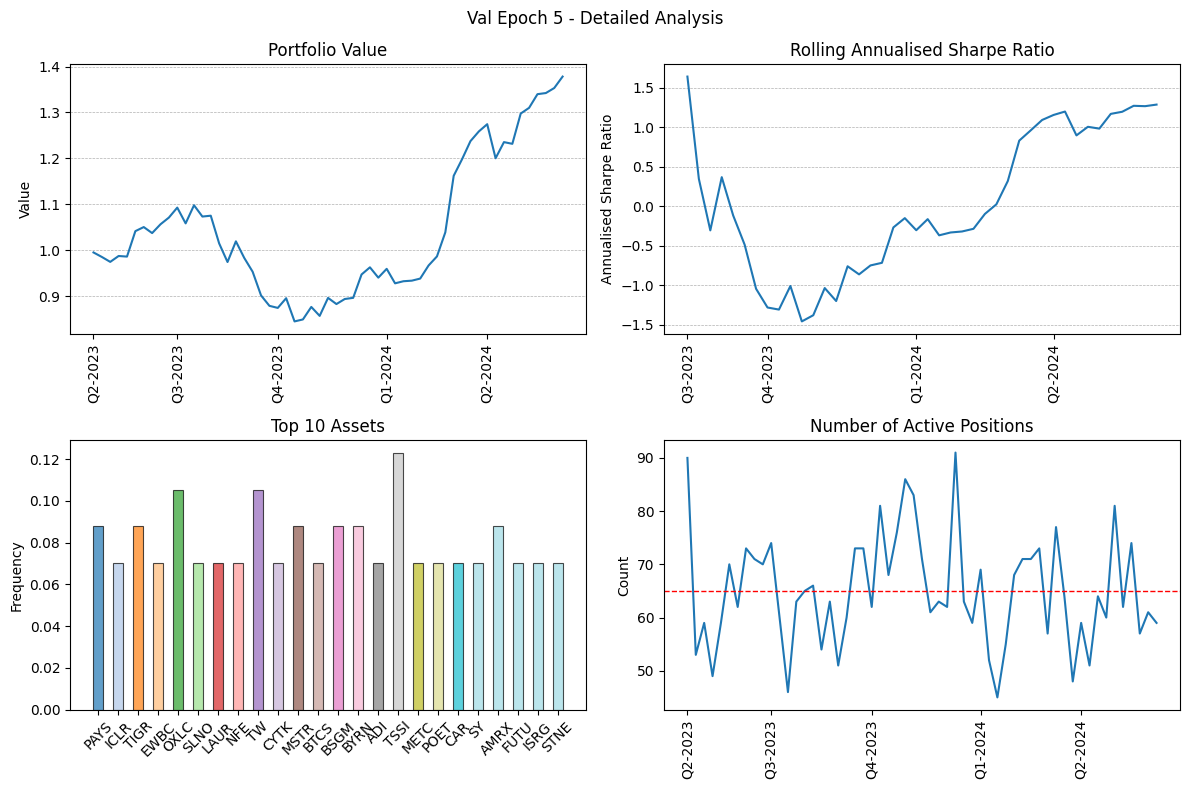 Val Epoch 5 - Detailed Analysis
Portfolio Value
Value
1.4
1.3
1.2
1.1
1.0
0.9
Q2-2023
Q3-2023
Q4-2023
Q1-2024
Q2-2024
Rolling Annualised Sharpe Ratio
Annualised Sharpe Ratio
1.5
1.0
0.5
0.0
−0.5
−1.0
−1.5
Q3-2023
Q4-2023
Q1-2024
Q2-2024
Top 10 Assets
Frequency
0.12
0.10
0.08
0.06
0.04
0.02
0.00
PAYS
ICLR
TIGR
EWBC
OXLC
SLNO
LAUR
NFE
TW
CYTK
MSTR
BTCS
BSGM
BYRN
ADI
TSSI
METC
POET
CAR
SY
AMRX
FUTU
ISRG
STNE
Number of Active Positions
Count
90
80
70
60
50
Q2-2023
Q3-2023
Q4-2023
Q1-2024
Q2-2024